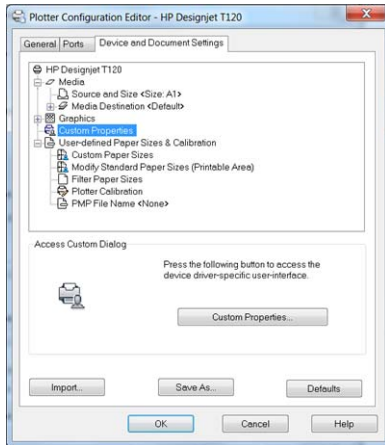 Plotter Configuration Editor - HP Designjet T120
General Ports Device and Document Settings
HP Designjet T120
Media
Source and Size <Size: A1>
Media Destination <Default>
Graphics
Custom Properties
User-defined Paper Sizes & Calibration
Custom Paper Sizes
Modify Standard Paper Sizes (Printable Area)
Filter Paper Sizes
Plotter Calibration
PMP File Name <None>
Access Custom Dialog
Press the following button to access the
device driver-specific user-interface.
Custom Properties...
Import... Save As... Defaults
OK Cancel Help